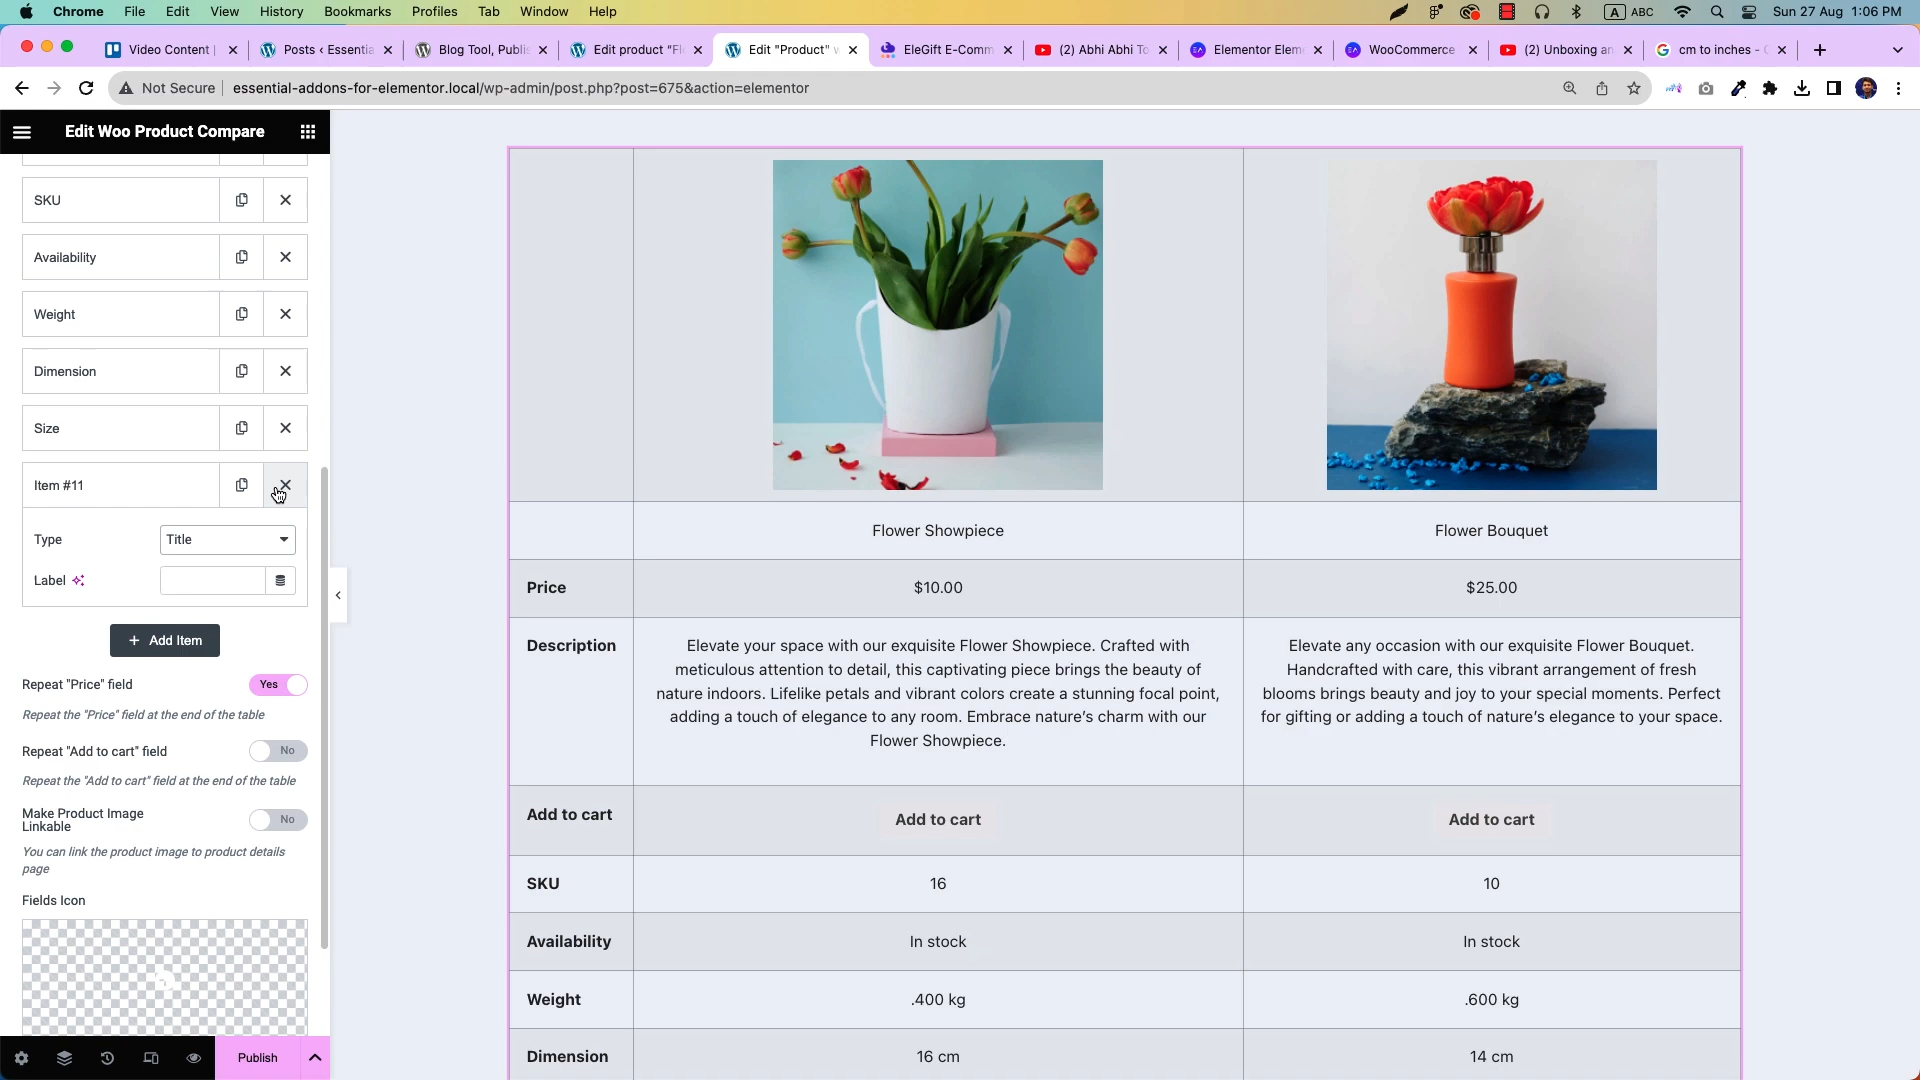 Chrome File Edit View History Bookmarks Profiles Tab Window Help A ABC Sun 27 Aug 1:06 PM
Video Content Posts ‹ Essentia Blog Tool, Publis Edit product "Fl Edit "Product" w EleGift E-Comm (2) Abhi Abhi To Elementor Elem WooCommerce (2) Unboxing an cm to inches -
Not Secure essential-addons-for-elementor.local/wp-admin/post.php?post=675&action=elementor
Edit Woo Product Compare
SKU
Availability
Weight
Dimension
Size
Item #11
Type Title
Label
+ Add Item
Repeat "Price" field Yes
Repeat the "Price" field at the end of the table
Repeat "Add to cart" field No
Repeat the "Add to cart" field at the end of the table
Make Product Image
Linkable No
You can link the product image to product details
page
Fields Icon
Publish
Flower Showpiece Flower Bouquet
Price $10.00 $25.00
Description
Elevate your space with our exquisite Flower Showpiece. Crafted with
meticulous attention to detail, this captivating piece brings the beauty of
nature indoors. Lifelike petals and vibrant colors create a stunning focal point,
adding a touch of elegance to any room. Embrace nature's charm with our
Flower Showpiece.
Elevate any occasion with our exquisite Flower Bouquet.
Handcrafted with care, this vibrant arrangement of fresh
blooms brings beauty and joy to your special moments. Perfect
for gifting or adding a touch of nature's elegance to your space.
Add to cart Add to cart Add to cart
SKU 16 10
Availability In stock In stock
Weight .400 kg .600 kg
Dimension 16 cm 14 cm